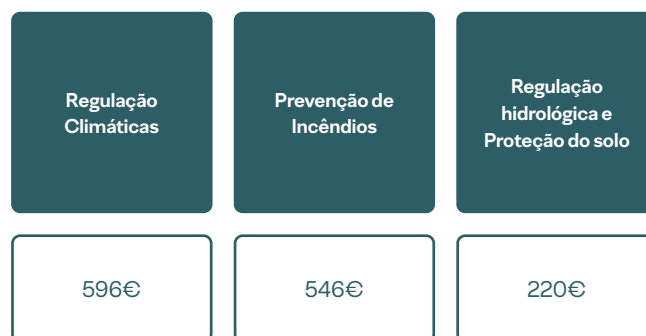 Regulação
Climáticas
Prevenção de
Incêndios
Regulação
hidrológica e
Proteção do solo
596€
546€
220€